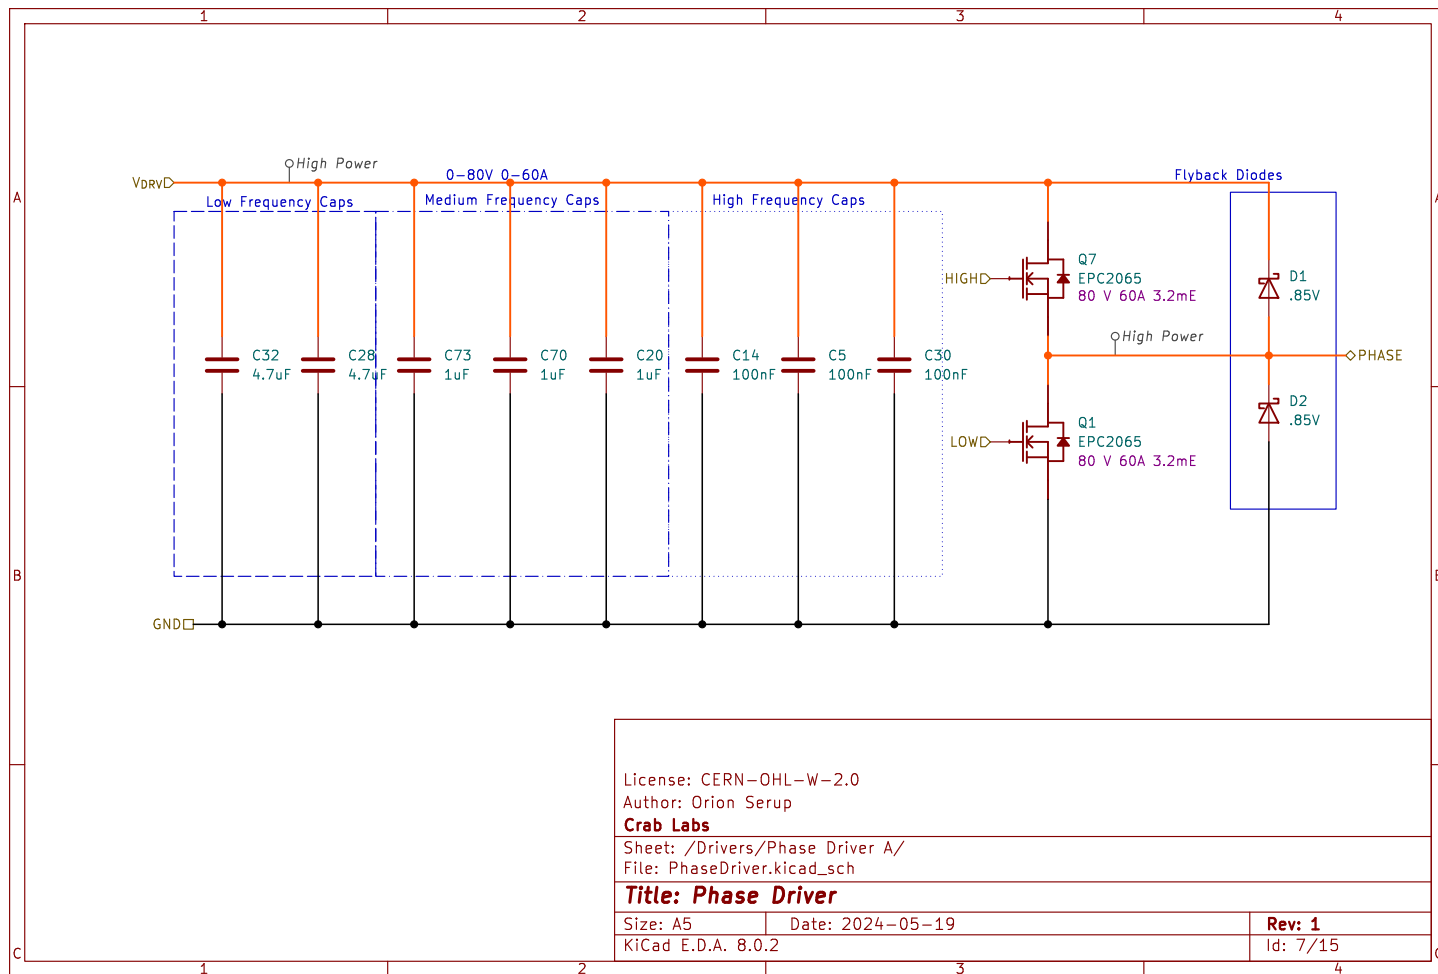 1 2 3 4
High Power
VDRV
0-80V 0-60A
Flyback Diodes
A
Low Frequency Caps
Medium Frequency Caps
High Frequency Caps
Q7
HIGH
EPC2065
80 V 60A 3.2mE
D1
.85V
High Power
C32
4.7uF
C28
4.7uF
C73
1uF
C70
1uF
C20
1uF
C14
100nF
C5
100nF
C30
100nF
PHASE
D2
.85V
Q1
LOW
EPC2065
80 V 60A 3.2mE
B
GND
License: CERN-OHL-W-2.0
Author: Orion Serup
Crab Labs
Sheet: /Drivers/Phase Driver A/
File: PhaseDriver.kicad_sch
Title: Phase Driver
Size: A5 Date: 2024-05-19 Rev: 1
KiCad E.D.A. 8.0.2 Id: 7/15
C
1 2 3 4